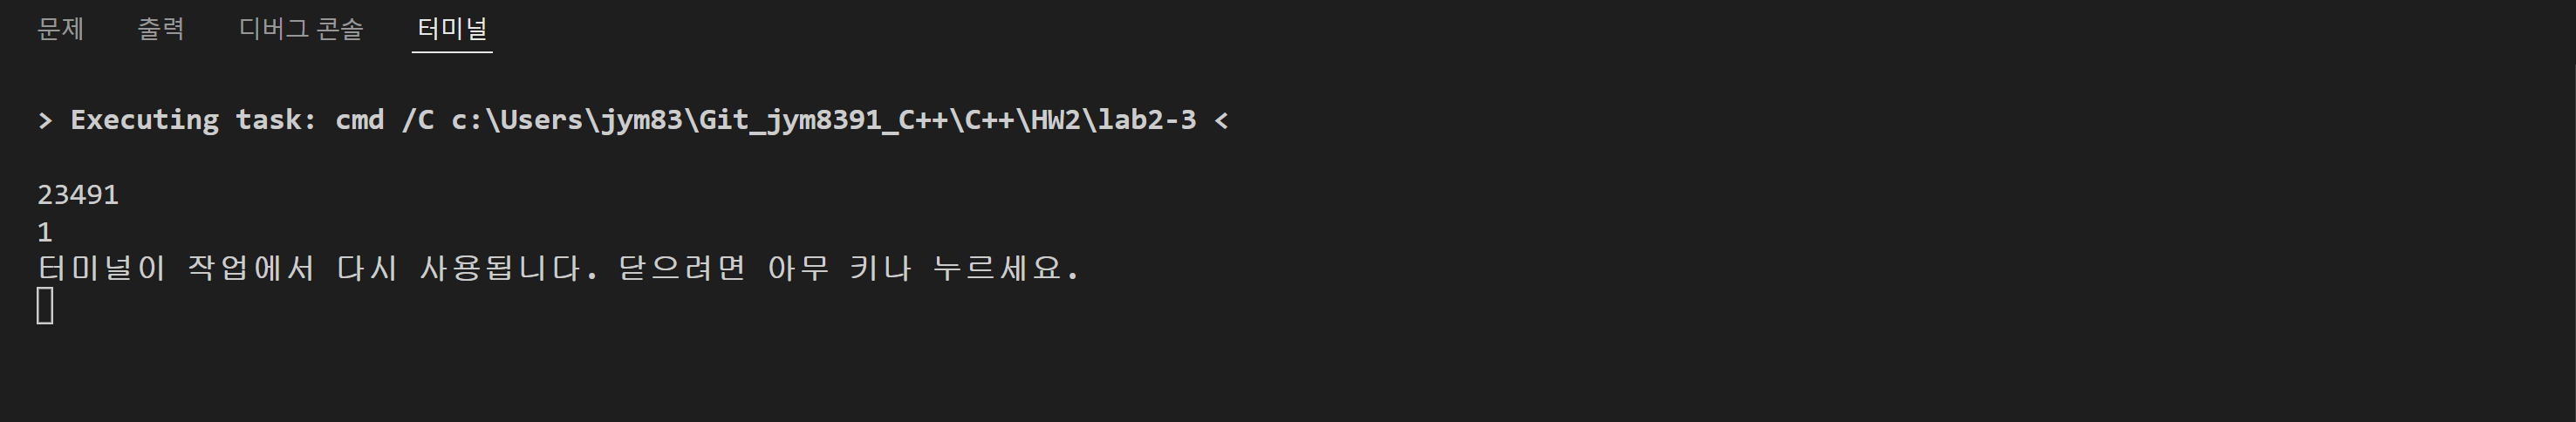 문제 출력 디버그 콘솔 터미널
> Executing task: cmd /C c:\Users\jym83\Git_jym8391_C++\C++\HW2\lab2-3 <
23491
1
터미널이 작업에서 다시 사용됩니다. 닫으려면 아무 키나 누르세요.